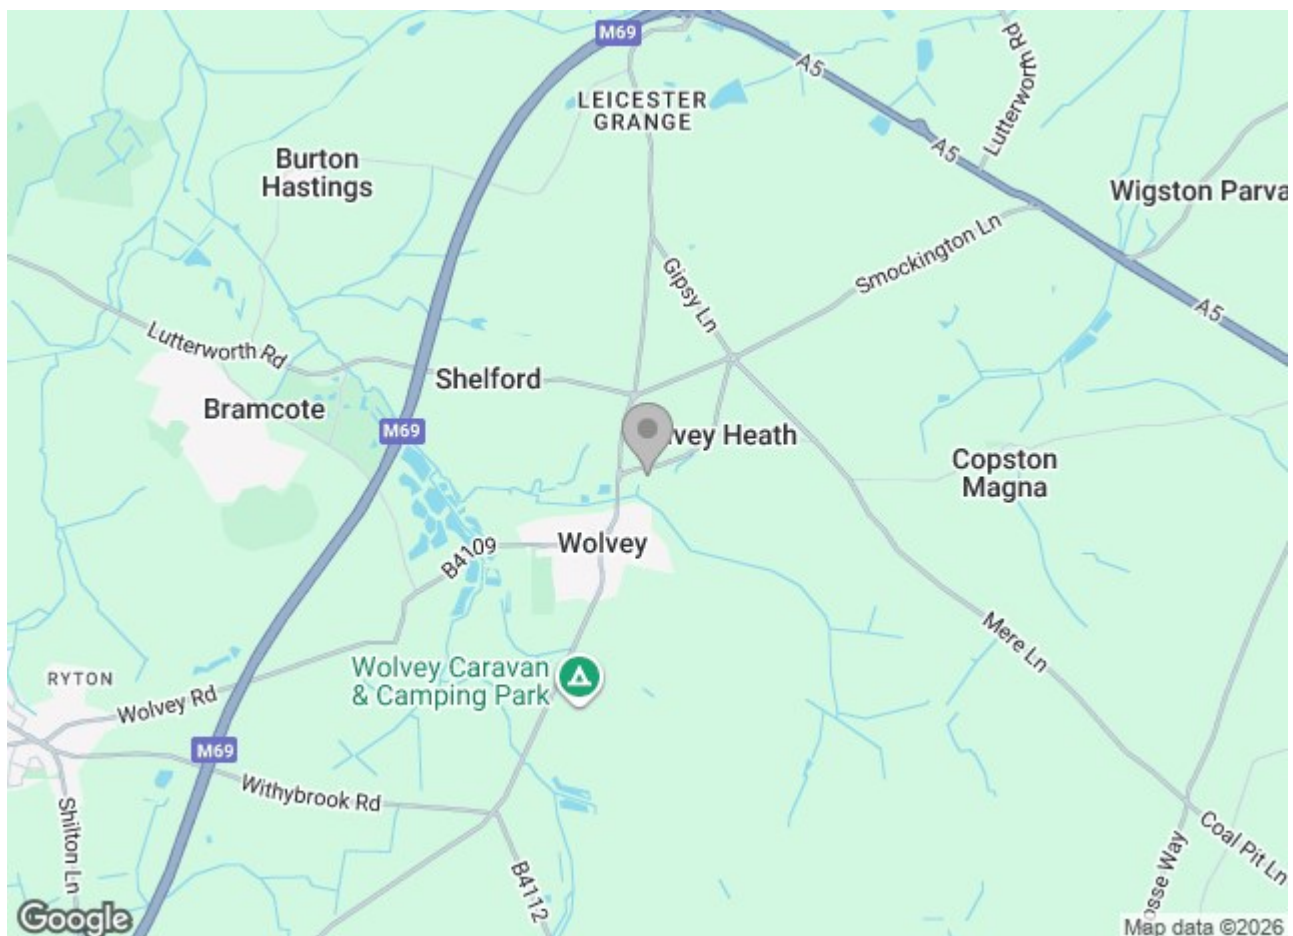 M69
A5
Lutterworth Rd
LEICESTER
GRANGE
Burton
Hastings
A5
Wigston Parva
Smockington Ln
Gipsy Ln
A5
Lutterworth Rd
Shelford
Bramcote
M69
lvey Heath
Copston
Magna
Wolvey
B4109
Mere Ln
Wolvey Caravan
& Camping Park
RYTON
Wolvey Rd
M69
Withybrook Rd
Shilton Ln
B4112
Coal Pit Ln
osse Way
Google
Map data ©2026